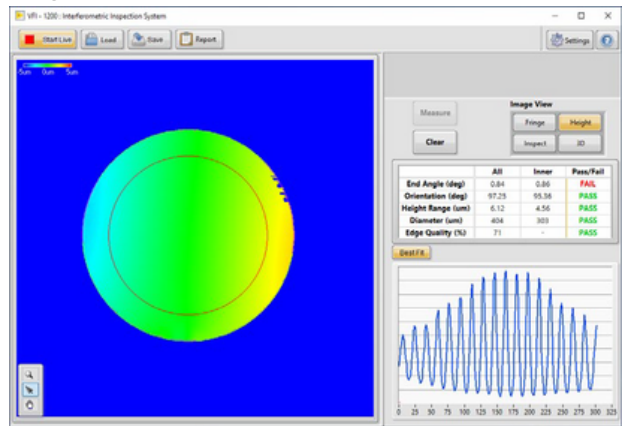 VFI - 1200 : Interferometric Inspection System
Start Live Load Save Report Settings
-5um 0um 5um
Image View
Measure Fringe Height
Clear Inspect 3D
All Inner Pass/Fail
End Angle (deg) 0.84 0.86 FAIL
Orientation (deg) 97.25 95.36 PASS
Height Range (um) 6.12 4.56 PASS
Diameter (um) 404 303 PASS
Edge Quality (%) 71 - PASS
Best Fit
0 25 50 75 100 125 150 175 200 225 250 275 300 325